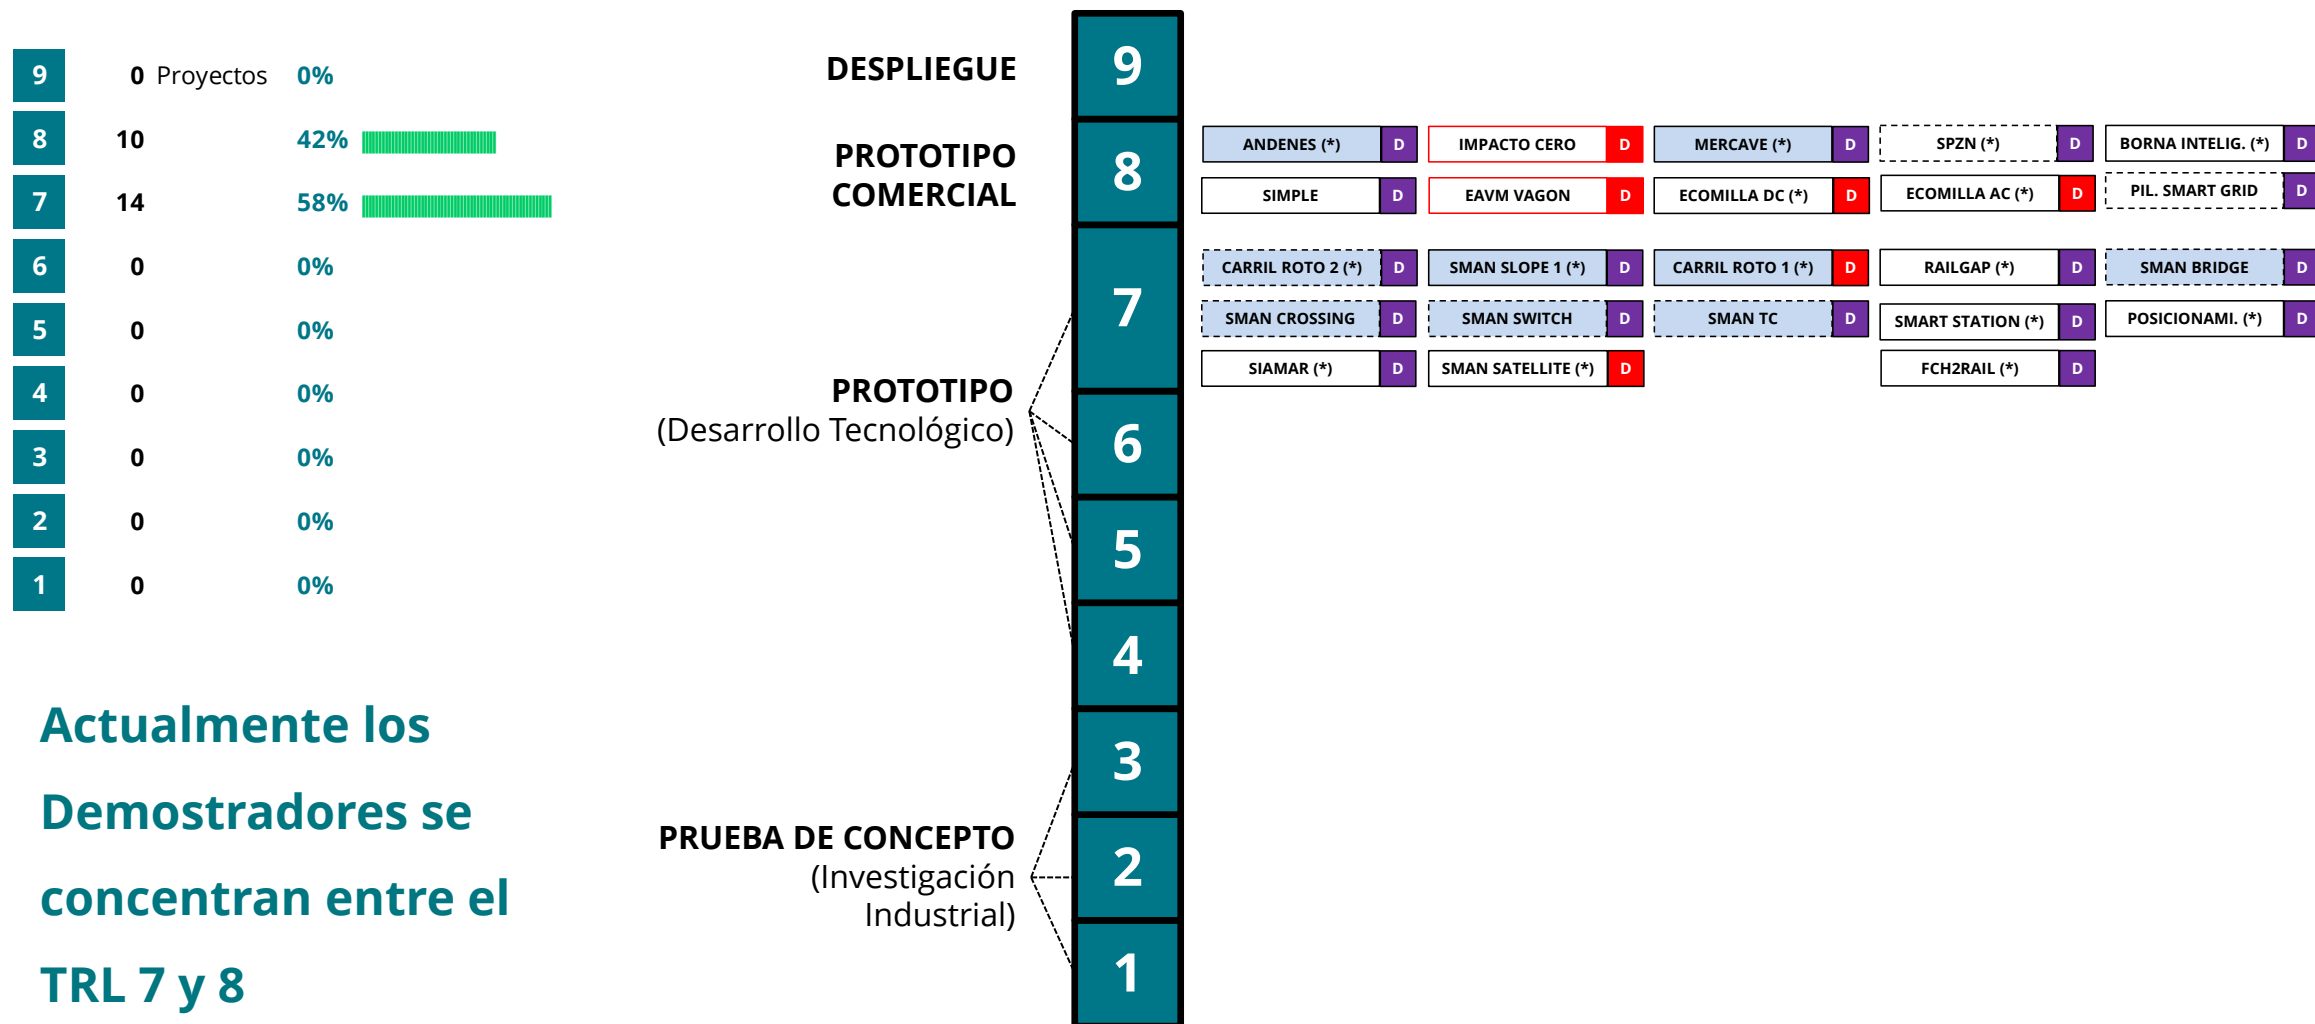 9 0 Proyectos 0%
8 10 42%
7 14 58%
6 0 0%
5 0 0%
4 0 0%
3 0 0%
2 0 0%
1 0 0%
Actualmente los
Demostradores se
concentran entre el
TRL 7 y 8
DESPLIEGUE
PROTOTIPO
COMERCIAL
PROTOTIPO
(Desarrollo Tecnológico)
PRUEBA DE CONCEPTO
(Investigación
Industrial)
9
8
7
6
5
4
3
2
1
ANDENES (*) D IMPACTO CERO D MERCAVE (*) D SPZN (*) D BORNA INTELIG. (*) D
SIMPLE D EAVM VAGON D ECOMILLA DC (*) D ECOMILLA AC (*) D PIL. SMART GRID D
CARRIL ROTO 2 (*) D SMAN SLOPE 1 (*) D CARRIL ROTO 1 (*) D RAILGAP (*) D SMAN BRIDGE D
SMAN CROSSING D SMAN SWITCH D SMAN TC D SMART STATION (*) D POSICIONAMI. (*) D
SIAMAR (*) D SMAN SATELLITE (*) D FCH2RAIL (*) D